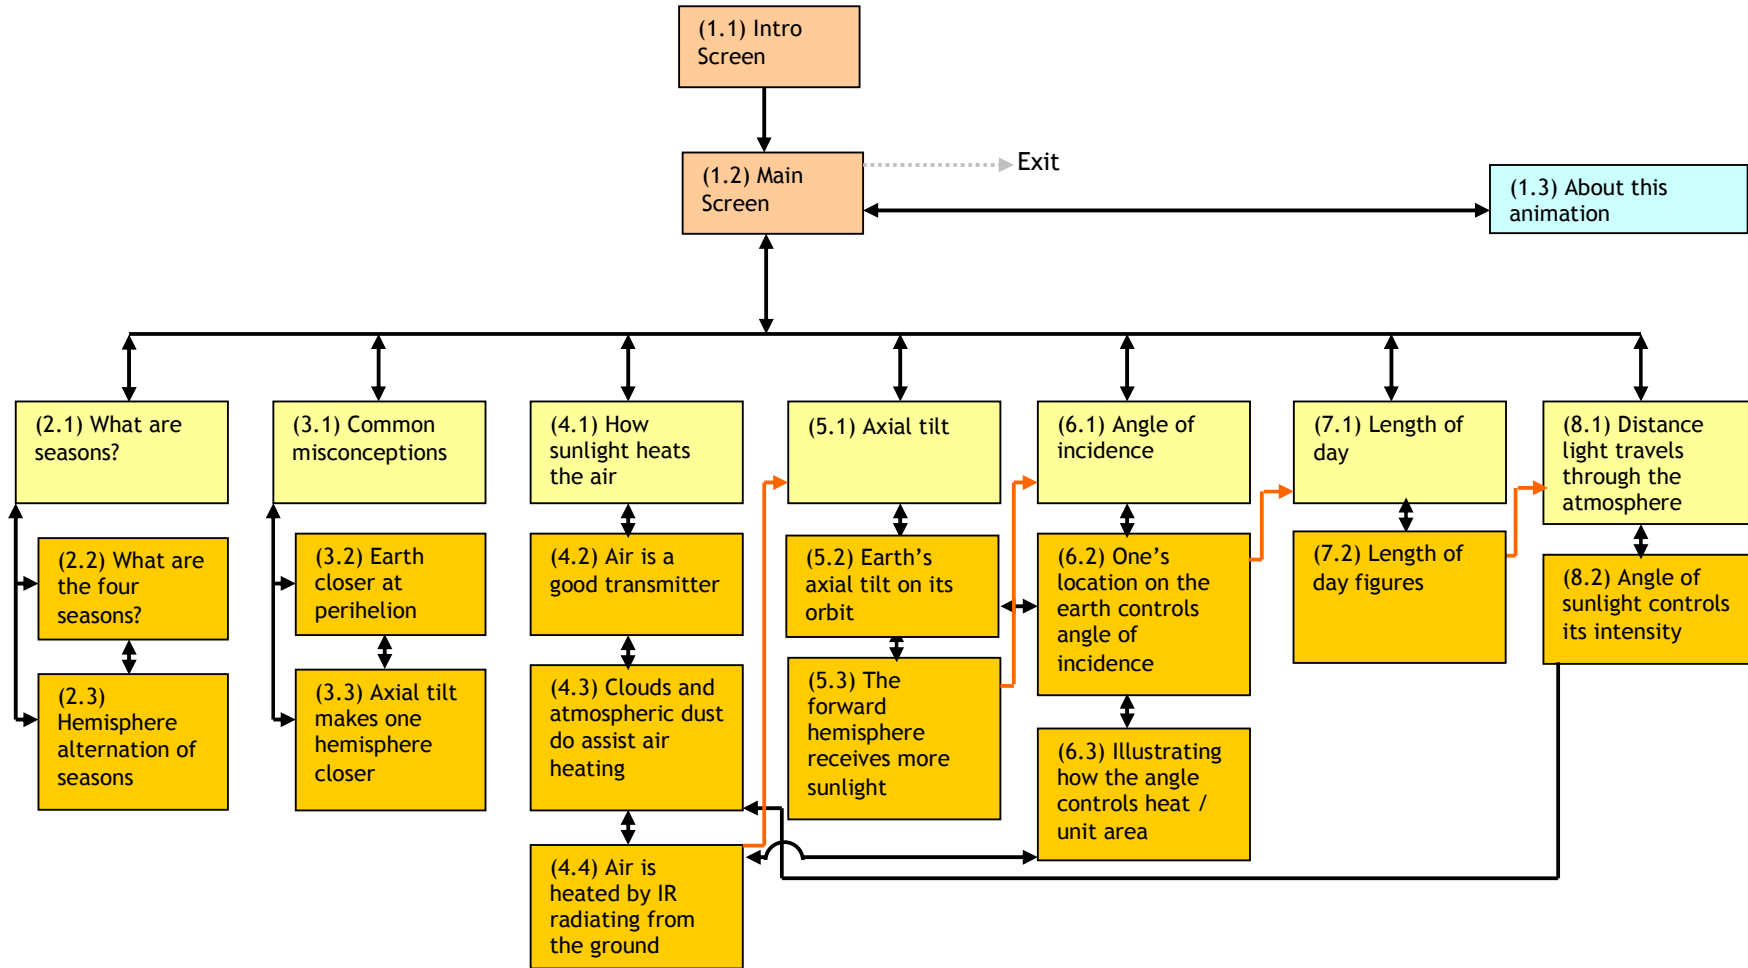 (1.1) Intro
Screen
(1.2) Main
Screen
Exit
(1.3) About this
animation
(2.1) What are
seasons?
(3.1) Common
misconceptions
(4.1) How
sunlight heats
the air
(5.1) Axial tilt
(6.1) Angle of
incidence
(7.1) Length of
day
(8.1) Distance
light travels
through the
atmosphere
(2.2) What are
the four
seasons?
(3.2) Earth
closer at
perihelion
(4.2) Air is a
good transmitter
(5.2) Earth’s
axial tilt on its
orbit
(6.2) One’s
location on the
earth controls
angle of
incidence
(7.2) Length of
day figures
(8.2) Angle of
sunlight controls
its intensity
(2.3)
Hemisphere
alternation of
seasons
(3.3) Axial tilt
makes one
hemisphere
closer
(4.3) Clouds and
atmospheric dust
do assist air
heating
(5.3) The
forward
hemisphere
receives more
sunlight
(6.3) Illustrating
how the angle
controls heat /
unit area
(4.4) Air is
heated by IR
radiating from
the ground